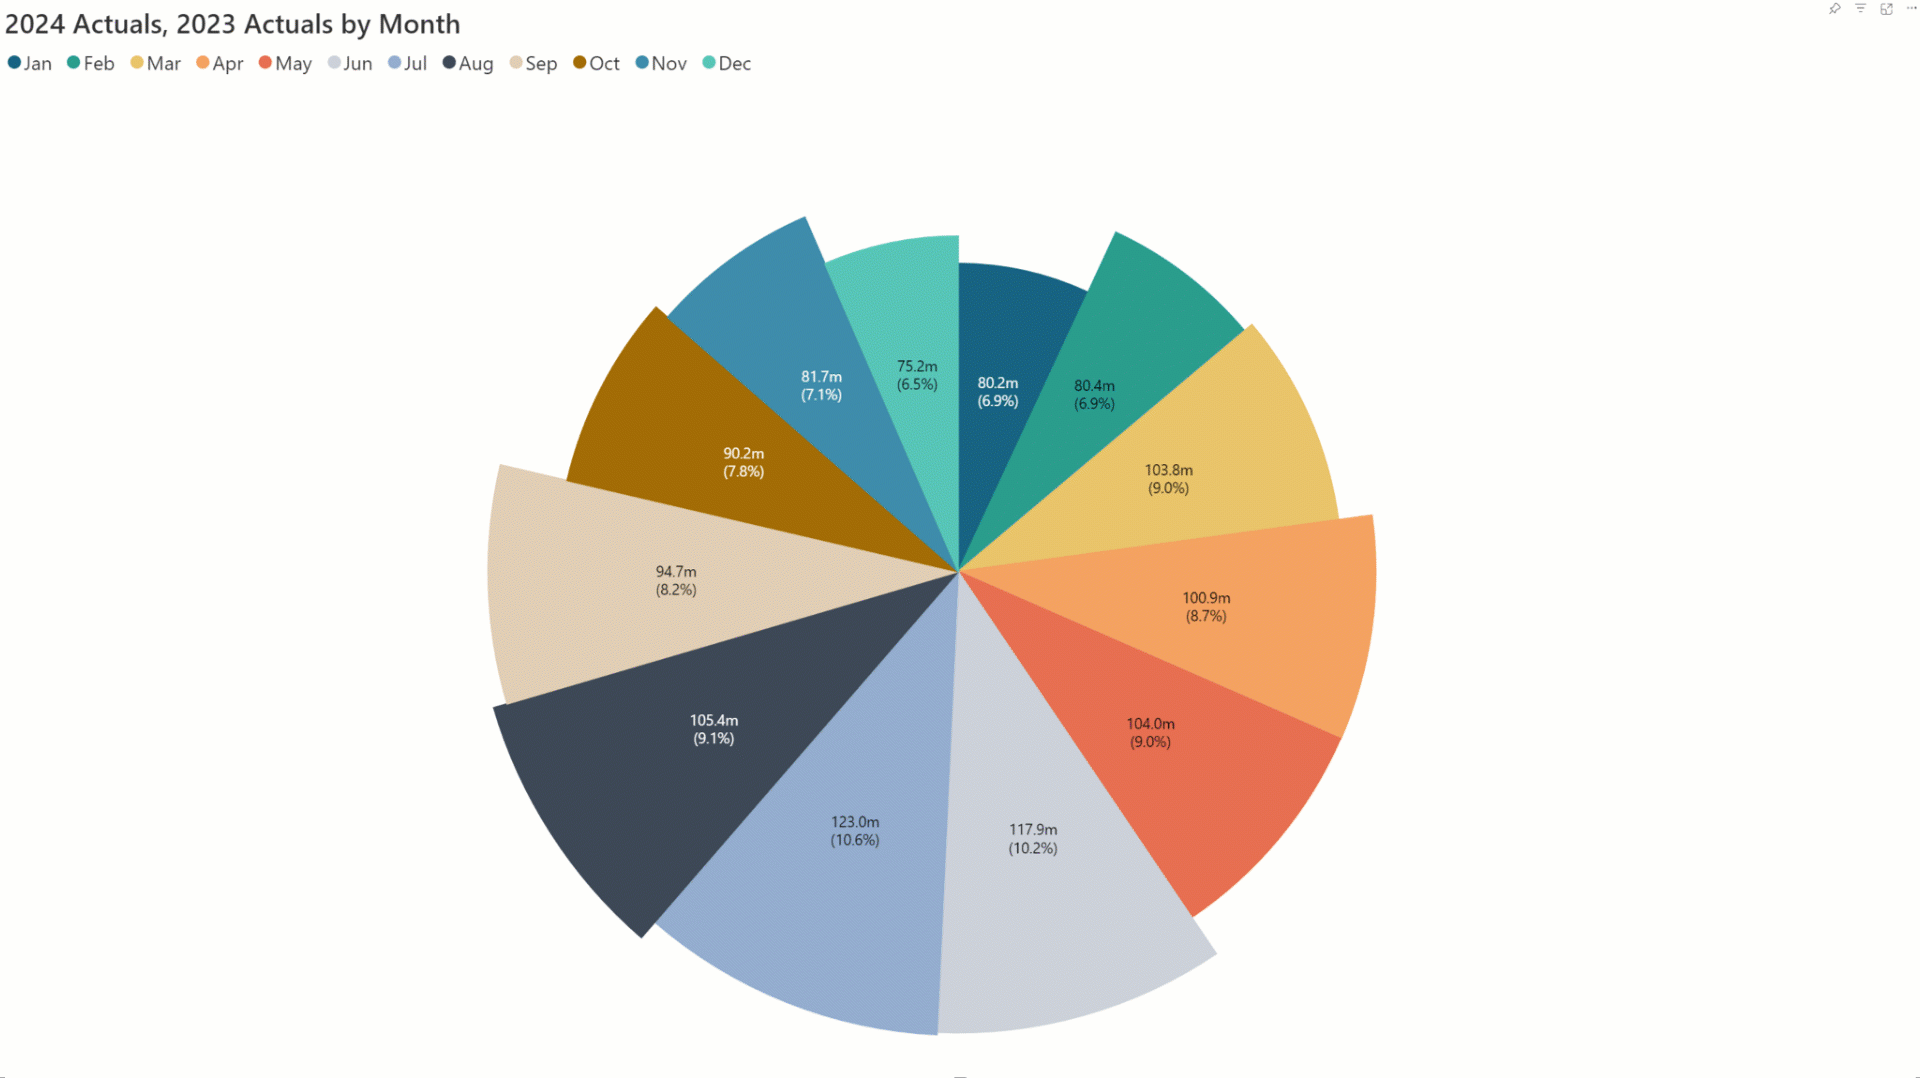 2024 Actuals, 2023 Actuals by Month
Jan Feb Mar Apr May Jun Jul Aug Sep Oct Nov Dec
75.2m
(6.5%)
80.2m
(6.9%)
80.4m
(6.9%)
81.7m
(7.1%)
90.2m
(7.8%)
103.8m
(9.0%)
94.7m
(8.2%)
100.9m
(8.7%)
105.4m
(9.1%)
104.0m
(9.0%)
123.0m
(10.6%)
117.9m
(10.2%)